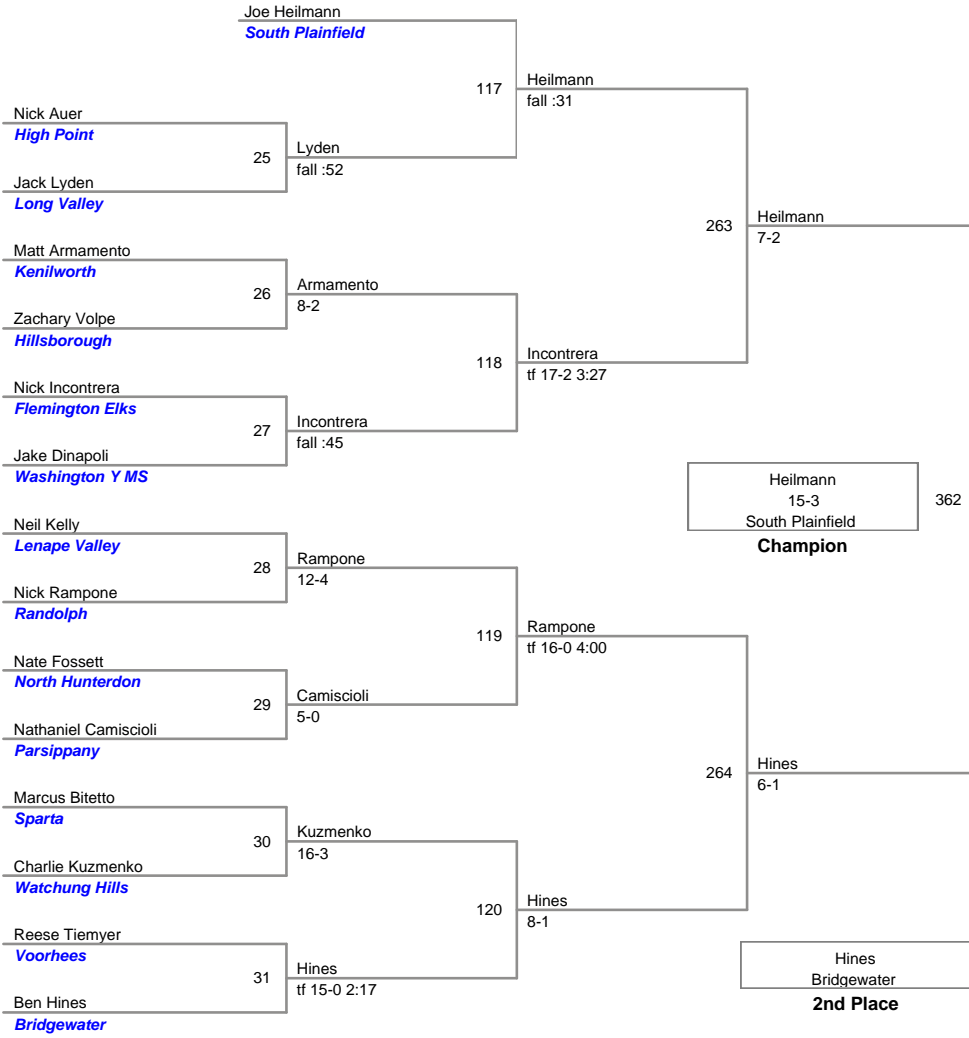 Joe Heilmann
South Plainfield
117
Heilmann
fall :31
Nick Auer
High Point
25
Lyden
fall :52
Jack Lyden
Long Valley
263
Heilmann
7-2
Matt Armamento
Kenilworth
26
Armamento
8-2
Zachary Volpe
Hillsborough
118
Incontrera
tf 17-2 3:27
Nick Incontrera
Flemington Elks
27
Incontrera
fall :45
Jake Dinapoli
Washington Y MS
Heilmann
15-3
South Plainfield
362
Champion
Neil Kelly
Lenape Valley
28
Rampone
12-4
Nick Rampone
Randolph
119
Rampone
tf 16-0 4:00
Nate Fossett
North Hunterdon
29
Camiscioli
5-0
Nathaniel Camiscioli
Parsippany
264
Hines
6-1
Marcus Bitetto
Sparta
30
Kuzmenko
16-3
Charlie Kuzmenko
Watchung Hills
120
Hines
8-1
Reese Tiemyer
Voorhees
31
Hines
tf 15-0 2:17
Ben Hines
Bridgewater
Hines
Bridgewater
2nd Place